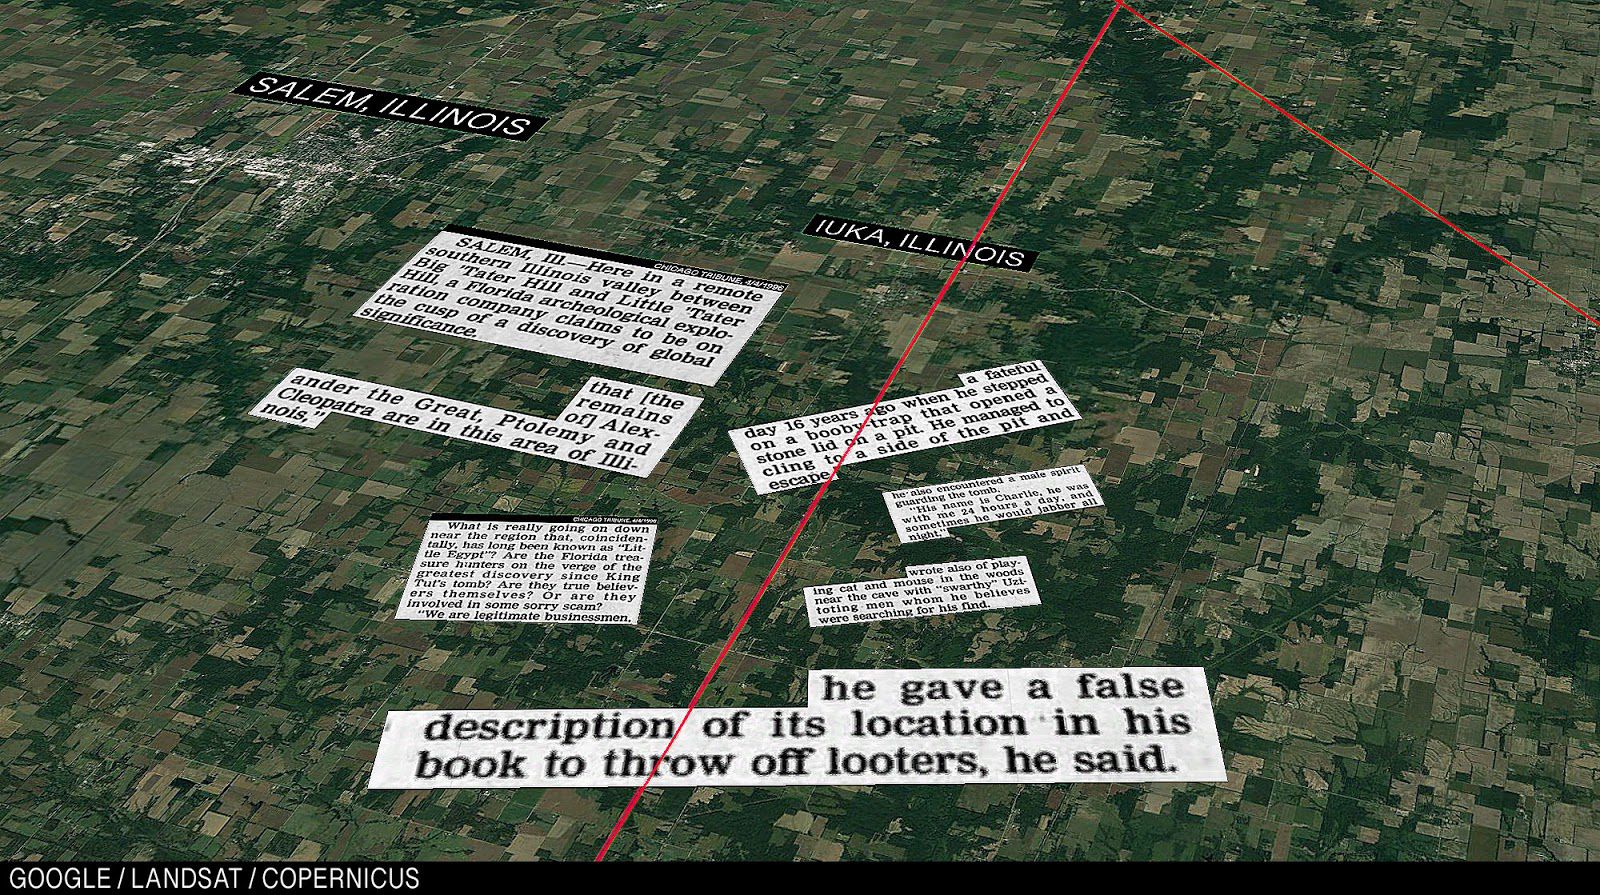 SALEM, ILLINOIS
IUKA, ILLINOIS
CHICAGO TRIBUNE, 4/4/1996
SALEM, Ill.—Here in a remote
southern Illinois valley between
Big 'Tater Hill and Little 'Tater
Hill, a Florida archeological explo-
ration company claims to be on
the cusp of a discovery of global
significance.
that [the
remains
of] Alex-
ander the Great, Ptolemy and
Cleopatra are in this area of Illi-
nois,"
a fateful
day 16 years ago when he stepped
on a booby-trap that opened a
stone lid on a pit. He managed to
cling to a side of the pit and
escape
he also encountered a male spirit
guarding the tomb.
"His name is Charlie, he was
with me 24 hours a day, and
sometimes he would jabber all
night."
CHICAGO TRIBUNE, 4/4/1996
What is really going on down
near the region that, coinciden-
tally, has long been known as "Lit-
tle Egypt"? Are the Florida trea-
sure hunters on the verge of the
greatest discovery since King
Tut's tomb? Are they true believ-
ers themselves? Or are they
involved in some sorry scam?
"We are legitimate businessmen,
wrote also of play-
ing cat and mouse in the woods
near the cave with "swarthy" Uzt-
toting men whom he believes
were searching for his find.
he gave a false
description of its location in his
book to throw off looters, he said.
GOOGLE / LANDSAT / COPERNICUS